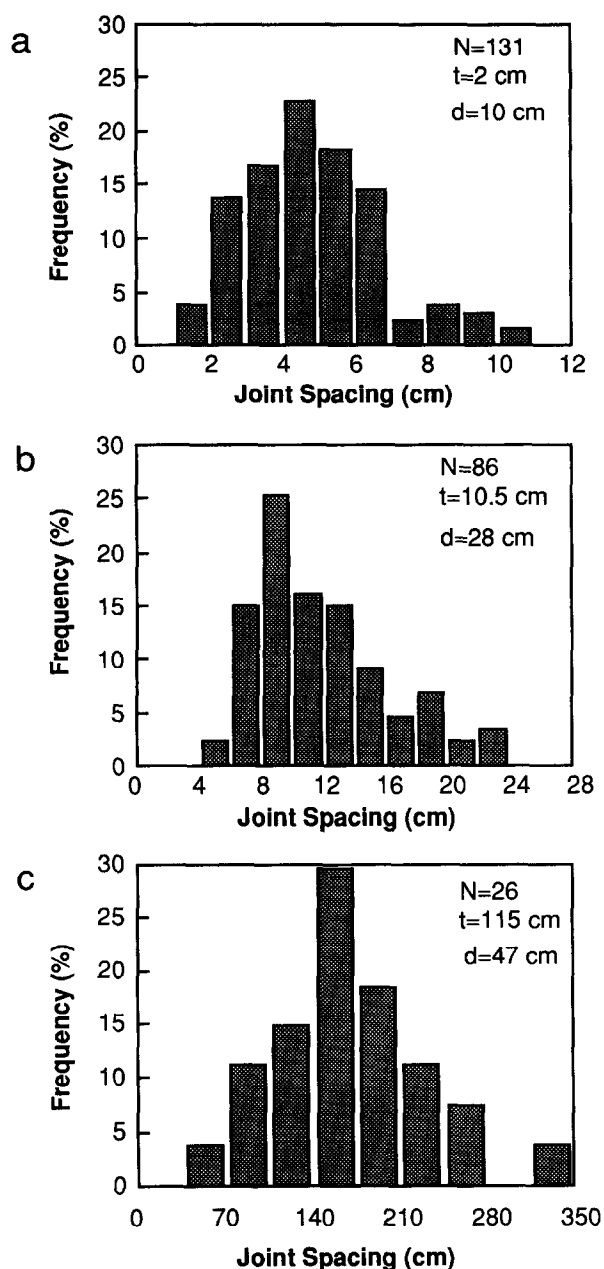 a
N=131
t=2 cm
d=10 cm
Frequency (%)
30
25
20
15
10
5
0
0 2 4 6 8 10 12
Joint Spacing (cm)
b
N=86
t=10.5 cm
d=28 cm
Frequency (%)
30
25
20
15
10
5
0
0 4 8 12 16 20 24 28
Joint Spacing (cm)
c
N=26
t=115 cm
d=47 cm
Frequency (%)
30
25
20
15
10
5
0
0 70 140 210 280 350
Joint Spacing (cm)